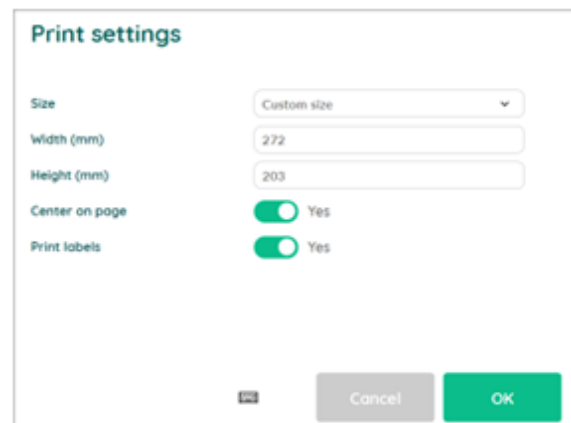 Print settings
Size Custom size
Width (mm) 272
Height (mm) 203
Center on page Yes
Print labels Yes
Cancel OK